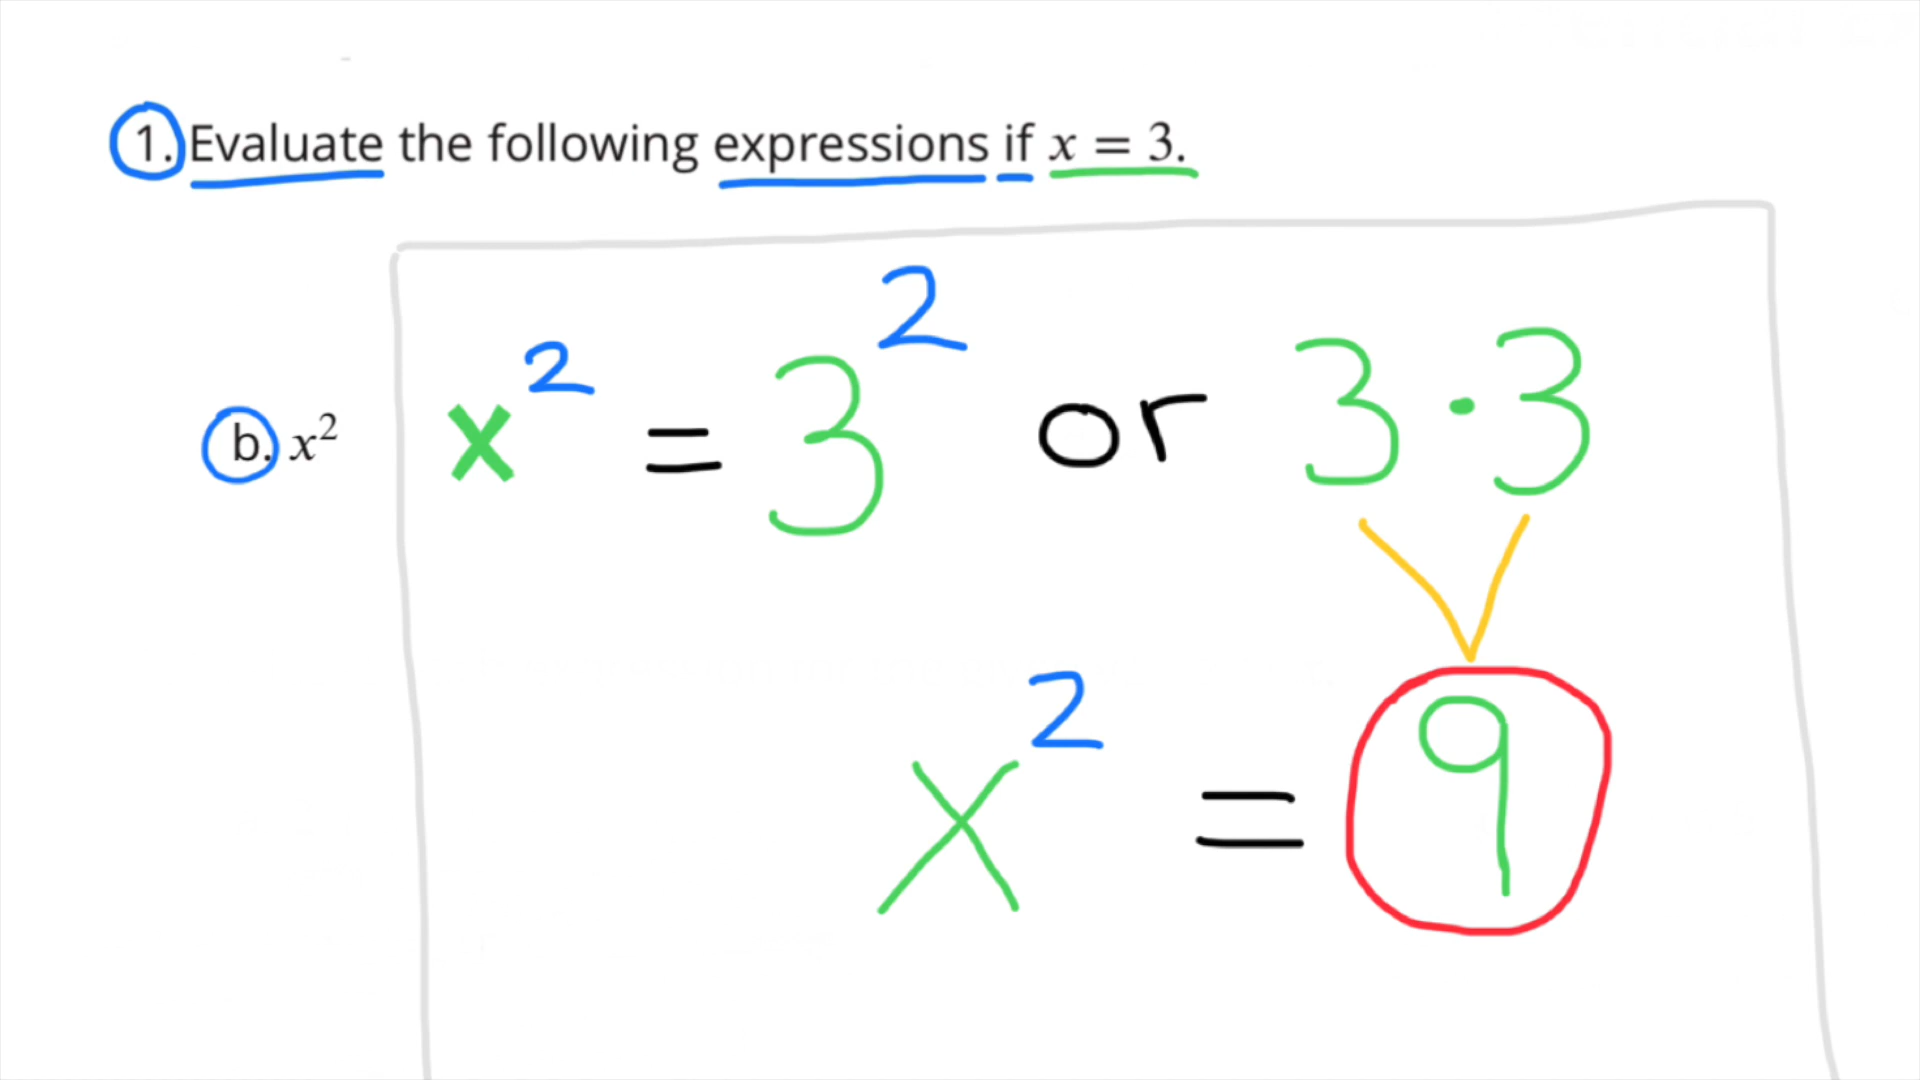 1. Evaluate the following expressions if x = 3.
b. x² x² = 3² or 3 · 3
x² = 9